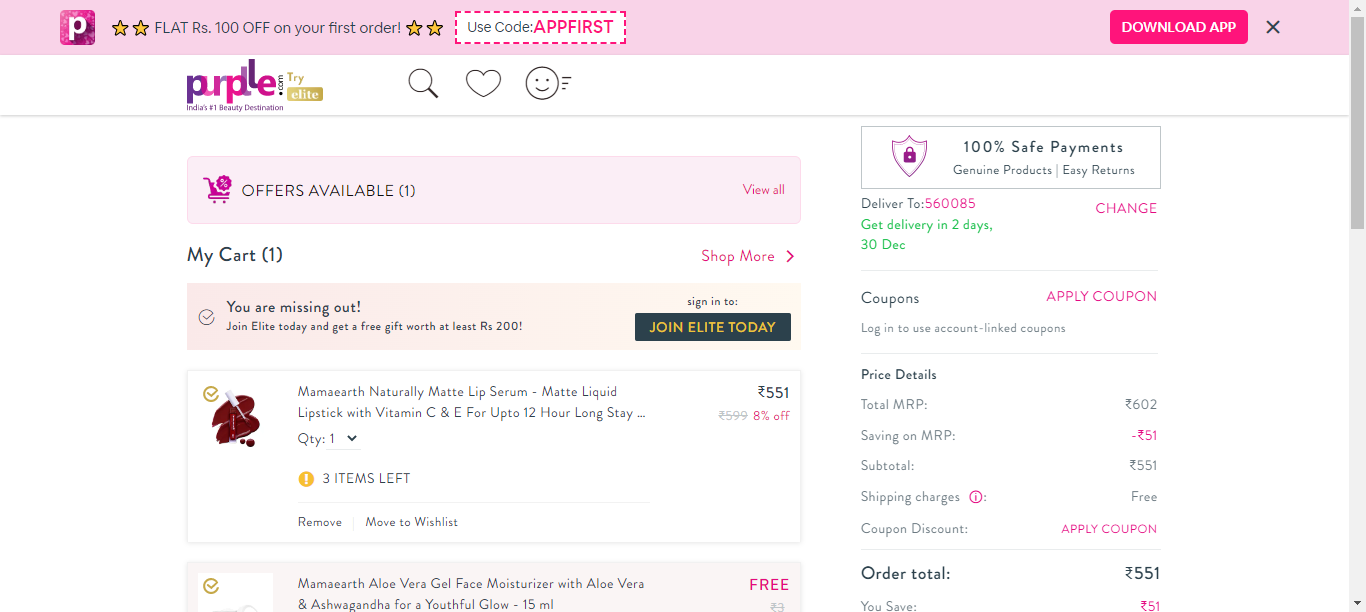 FLAT Rs. 100 OFF on your first order!
Use Code:APPFIRST
DOWNLOAD APP
purplle.com
Try elite
India's #1 Beauty Destination
OFFERS AVAILABLE (1)
View all
My Cart (1)
Shop More
You are missing out!
Join Elite today and get a free gift worth at least Rs 200!
sign in to:
JOIN ELITE TODAY
Mamaearth Naturally Matte Lip Serum - Matte Liquid
Lipstick with Vitamin C & E For Upto 12 Hour Long Stay ...
₹551
₹599 8% off
Qty: 1
3 ITEMS LEFT
Remove
Move to Wishlist
Mamaearth Aloe Vera Gel Face Moisturizer with Aloe Vera
& Ashwagandha for a Youthful Glow - 15 ml
FREE
₹3
100% Safe Payments
Genuine Products | Easy Returns
Deliver To:560085
CHANGE
Get delivery in 2 days,
30 Dec
Coupons
APPLY COUPON
Log in to use account-linked coupons
Price Details
Total MRP: ₹602
Saving on MRP: -₹51
Subtotal: ₹551
Shipping charges : Free
Coupon Discount: APPLY COUPON
Order total: ₹551
You Save: ₹51